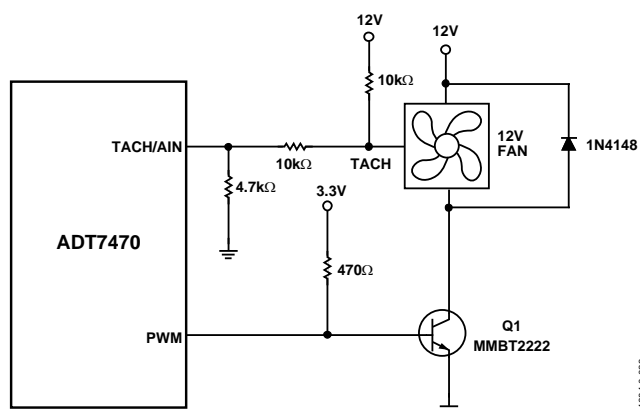 12V
12V
10kΩ
TACH/AIN
10kΩ
TACH
12V
FAN
1N4148
4.7kΩ
3.3V
ADT7470
470Ω
PWM
Q1
MMBT2222